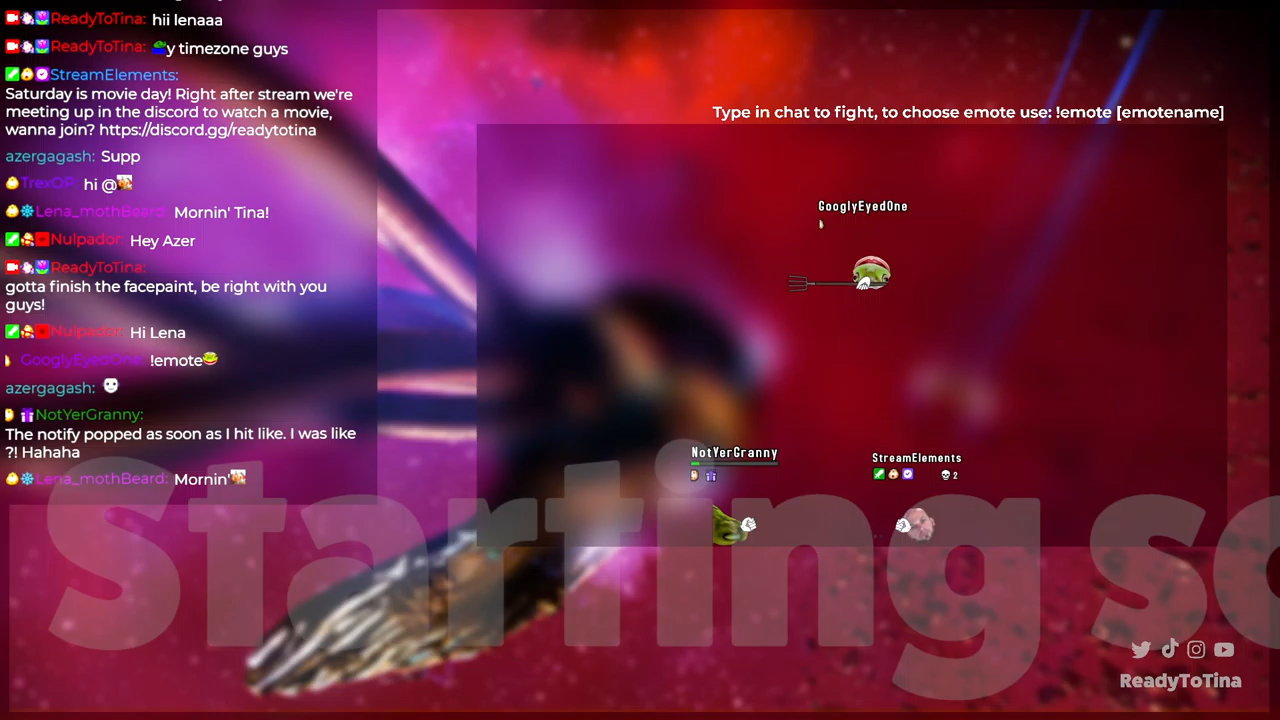 ReadyToTina: hii lenaaa
ReadyToTina: y timezone guys
StreamElements:
Saturday is movie day! Right after stream we're
meeting up in the discord to watch a movie,
wanna join? https://discord.gg/readytotina
azergagash: Supp
TrexOP: hi @
Lena_mothBeard: Mornin' Tina!
Nulpador: Hey Azer
ReadyToTina:
gotta finish the facepaint, be right with you
guys!
Nulpador: Hi Lena
GooglyEyedOne: !emote
azergagash:
NotYerGranny:
The notify popped as soon as I hit like. I was like
?! Hahaha
Lena_mothBeard: Mornin'
Type in chat to fight, to choose emote use: !emote [emotename]
GooglyEyedOne
NotYerGranny
StreamElements
2
Starting so
ReadyToTina